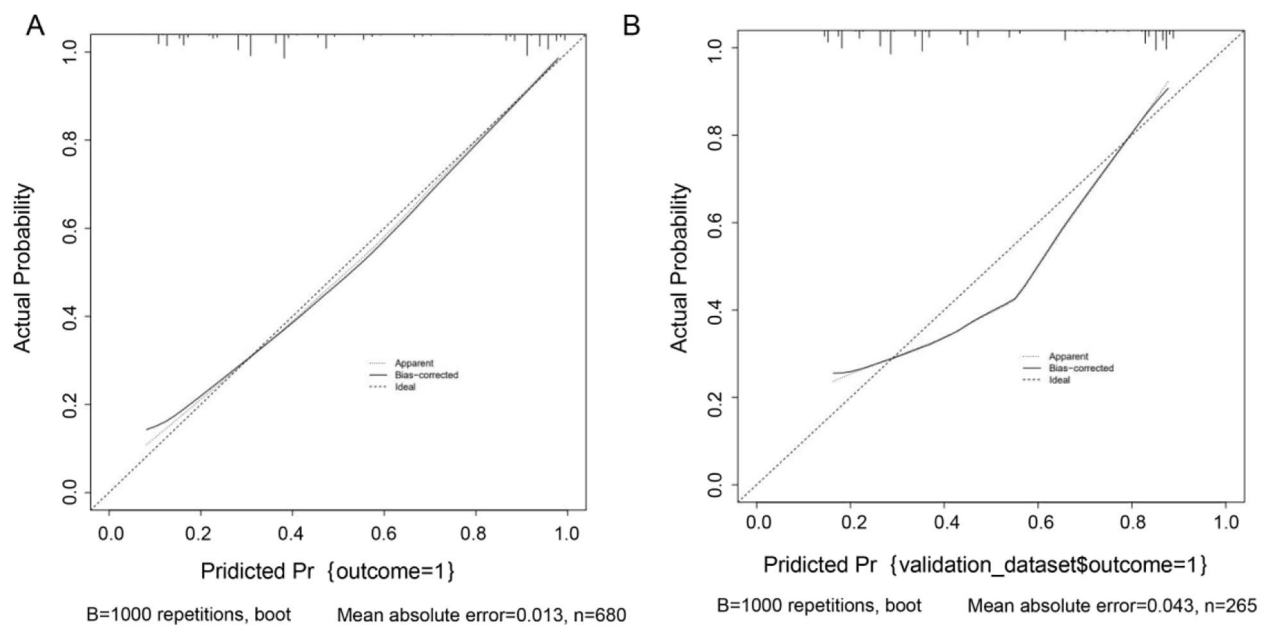 A
Actual Probability
1.0
0.8
0.6
0.4
0.2
0.0
Apparent
Bias-corrected
Ideal
0.0 0.2 0.4 0.6 0.8 1.0
Pridicted Pr {outcome=1}
B=1000 repetitions, boot Mean absolute error=0.013, n=680
B
Actual Probability
1.0
0.8
0.6
0.4
0.2
0.0
Apparent
Bias-corrected
Ideal
0.0 0.2 0.4 0.6 0.8 1.0
Pridicted Pr {validation_dataset$outcome=1}
B=1000 repetitions, boot Mean absolute error=0.043, n=265